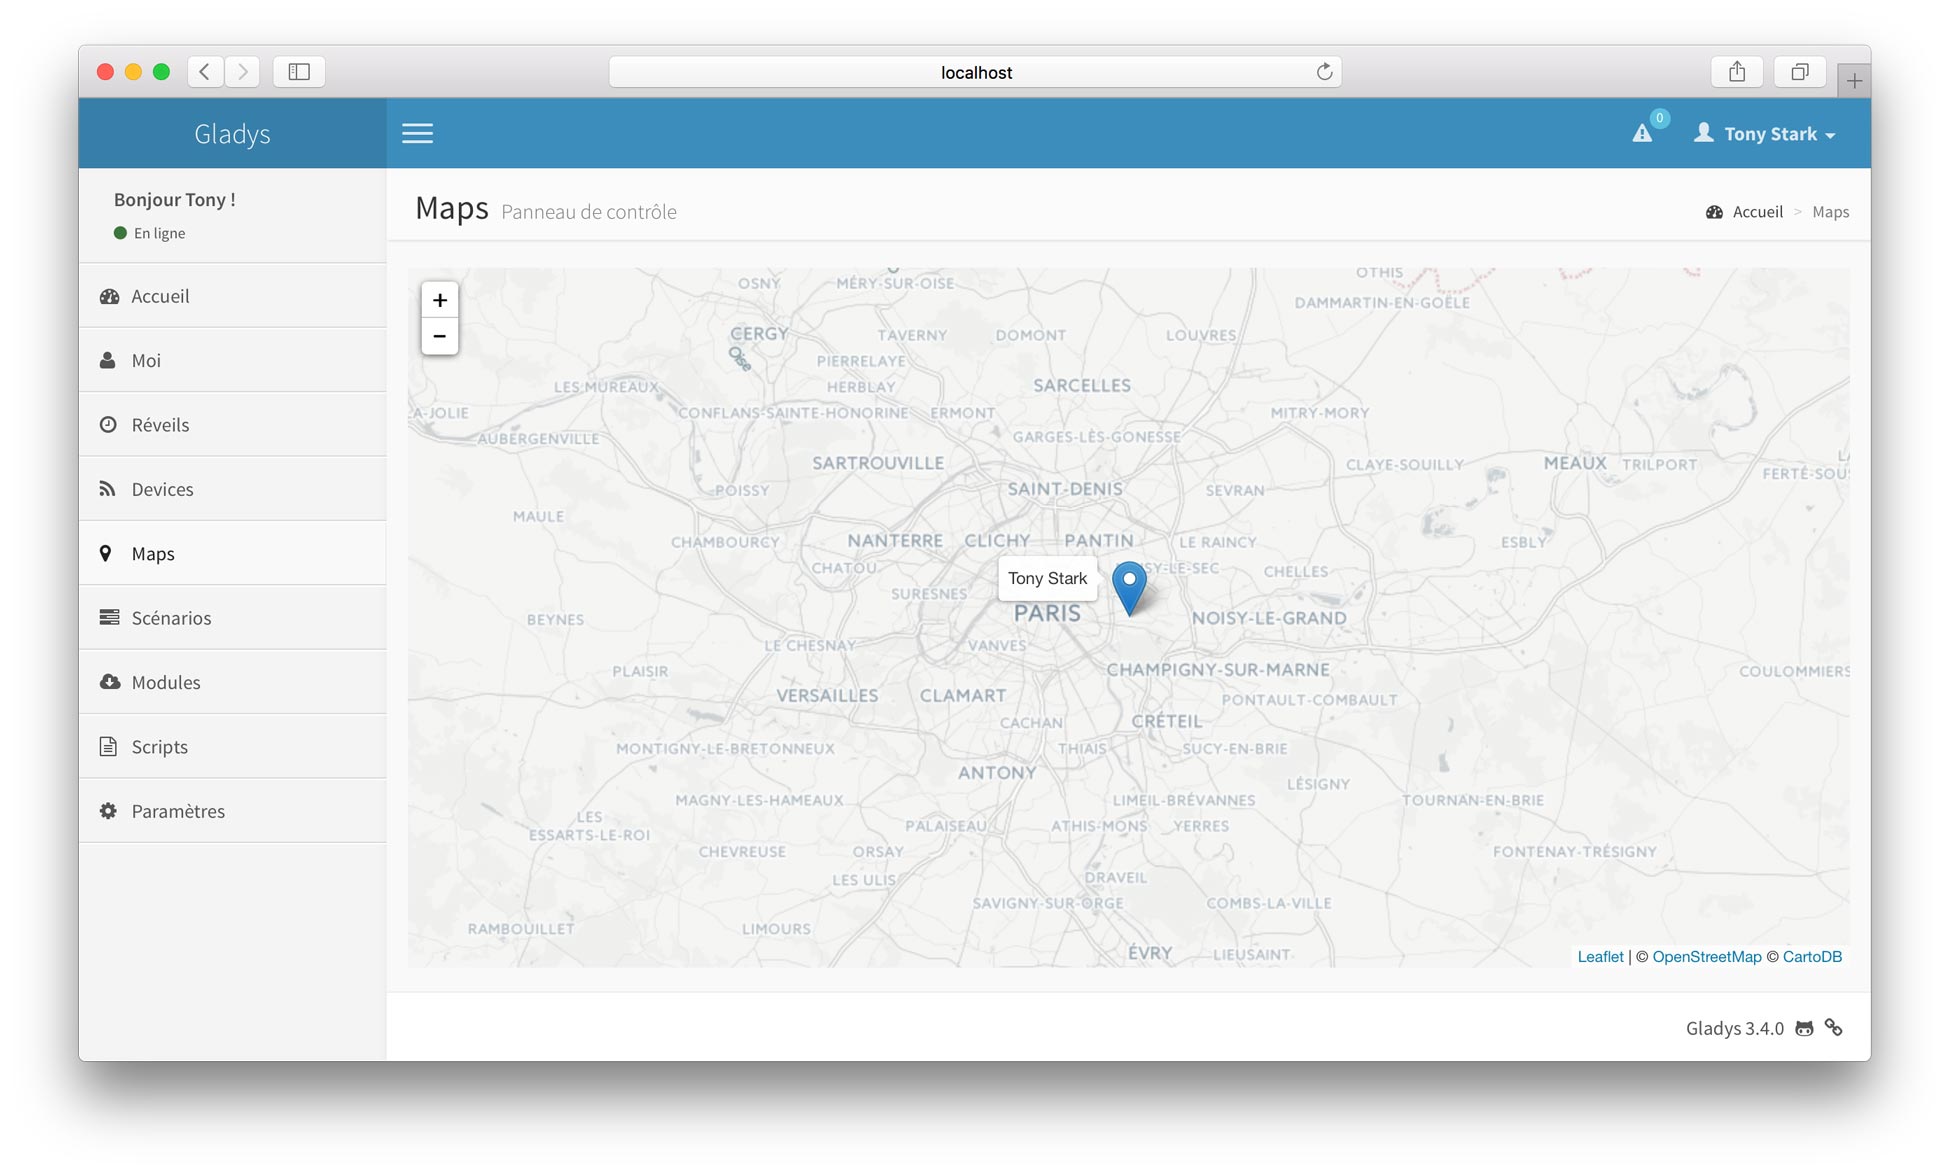 localhost
Gladys
0
Tony Stark
Bonjour Tony !
En ligne
Maps Panneau de contrôle
Accueil > Maps
Accueil
Moi
Réveils
Devices
Maps
Scénarios
Modules
Scripts
Paramètres
+
−
OTHIS
OSNY
MÉRY-SUR-OISE
DAMMARTIN-EN-GOËLE
CERGY
TAVERNY
DOMONT
LOUVRES
Oise
PIERRELAYE
LES MUREAUX
HERBLAY
SARCELLES
A-JOLIE
CONFLANS-SAINTE-HONORINE
ERMONT
MITRY-MORY
AUBERGENVILLE
GARGES-LÈS-GONESSE
SARTROUVILLE
CLAYE-SOUILLY
MEAUX
TRILPORT
FERTÉ-SOU
POISSY
SAINT-DENIS
SEVRAN
MAULE
CHAMBOURCY
NANTERRE
CLICHY
PANTIN
LE RAINCY
ESBLY
CHATOU
Tony Stark
SY-LE-SEC
CHELLES
SURESNES
BEYNES
PARIS
NOISY-LE-GRAND
LE CHESNAY
VANVES
PLAISIR
CHAMPIGNY-SUR-MARNE
COULOMMIERS
VERSAILLES
CLAMART
PONTAULT-COMBAULT
CACHAN
CRÉTEIL
MONTIGNY-LE-BRETONNEUX
THIAIS
SUCY-EN-BRIE
ANTONY
LÉSIGNY
MAGNY-LES-HAMEAUX
LIMEIL-BRÉVANNES
TOURNAN-EN-BRIE
LES
ESSARTS-LE-ROI
PALAISEAU
ATHIS-MONS
YERRES
CHEVREUSE
ORSAY
FONTENAY-TRÉSIGNY
LES ULIS
DRAVEIL
SAVIGNY-SUR-ORGE
COMBS-LA-VILLE
RAMBOUILLET
LIMOURS
ÉVRY
LIEUSAINT
Leaflet | © OpenStreetMap © CartoDB
Gladys 3.4.0